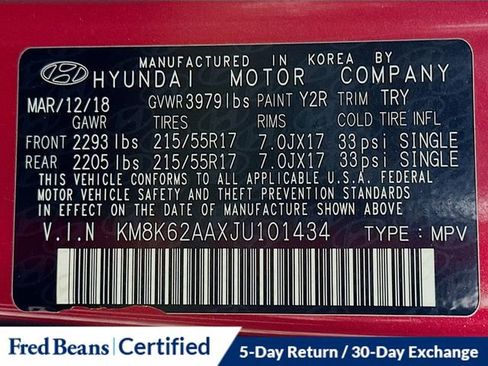 MANUFACTURED IN KOREA BY
HYUNDAI MOTOR COMPANY
MAR/12/18 GVWR 3979 lbs PAINT Y2R TRIM TRY
GAWR TIRES RIMS COLD TIRE INFL
FRONT 2293 lbs 215/55R17 7.0JX17 33psi SINGLE
REAR 2205 lbs 215/55R17 7.0JX17 33psi SINGLE
THIS VEHICLE CONFORMS TO ALL APPLICABLE U.S.A. FEDERAL
MOTOR VEHICLE SAFETY AND THEFT PREVENTION STANDARDS
IN EFFECT ON THE DATE OF MANUFACTURE SHOWN ABOVE.
V.I.N KM8K62AAXJU101434 TYPE : MPV
Fred Beans Certified 5-Day Return / 30-Day Exchange